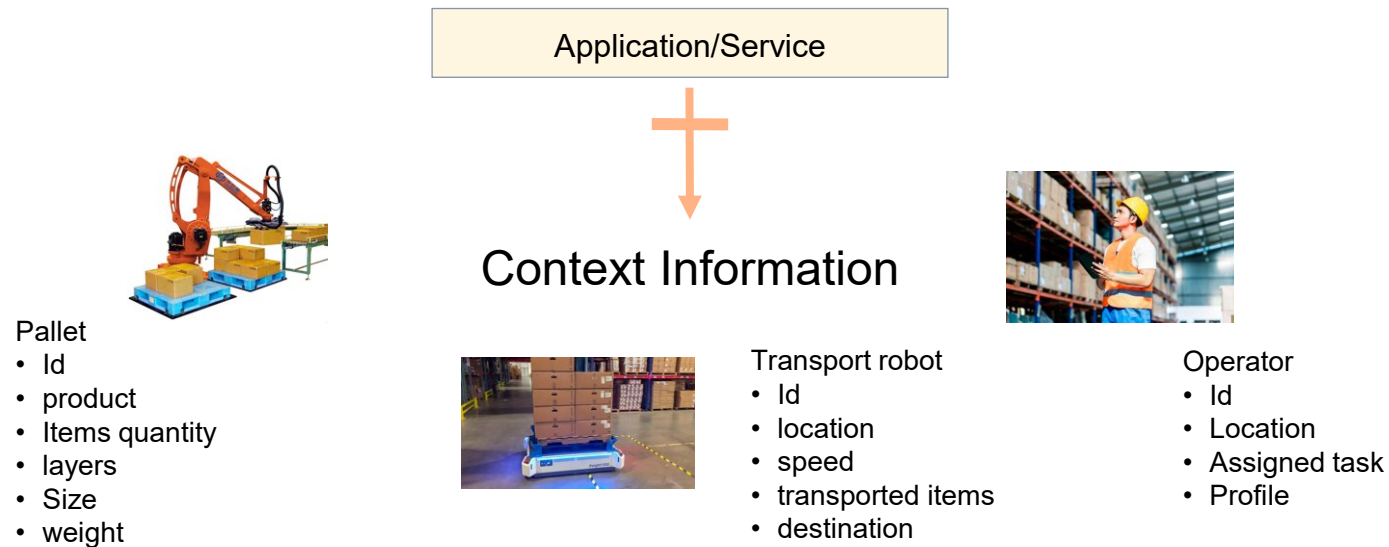 Application/Service
Context Information
Pallet
• Id
• product
• Items quantity
• layers
• Size
• weight
Transport robot
• Id
• location
• speed
• transported items
• destination
Operator
• Id
• Location
• Assigned task
• Profile